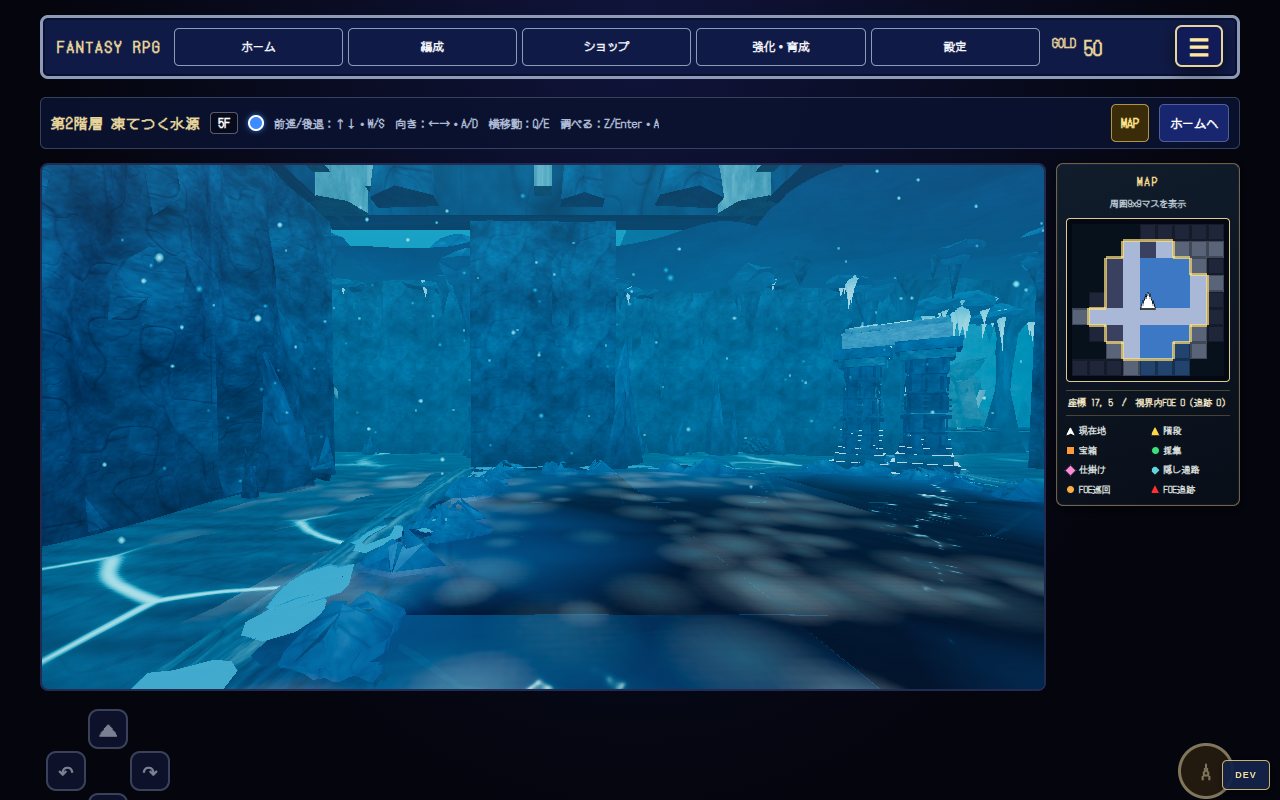 FANTASY RPG
ホーム
編成
ショップ
強化・育成
設定
GOLD 50
第2階層 凍てつく水源
5F
前進/後退：↑↓・W/S 向き：←→・A/D 横移動：Q/E 調べる：Z/Enter・A
MAP
ホームへ
MAP
周囲9x9マスを表示
座標 17, 5 / 視界内FOE 0 (追跡 0)
現在地
階段
宝箱
採集
仕掛け
隠し通路
FOE巡回
FOE追跡
A
DEV